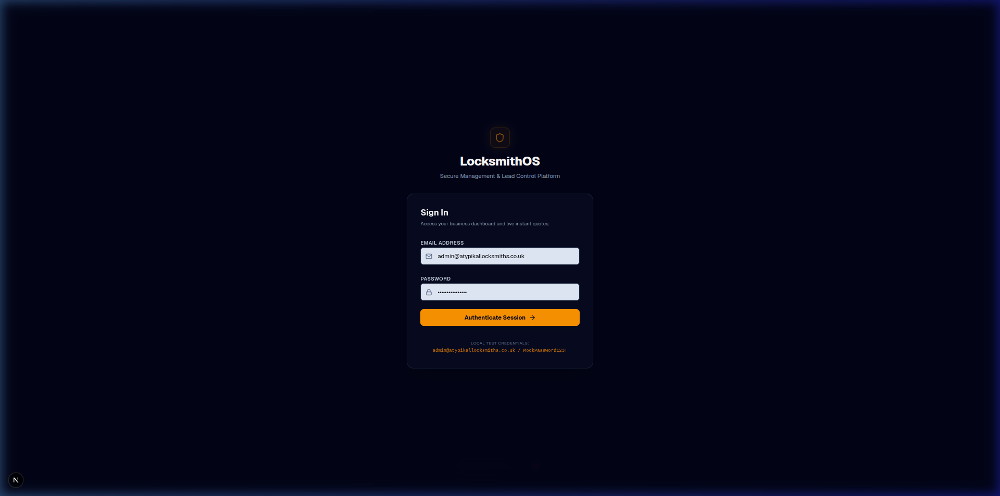 LocksmithOS
Secure Management & Lead Control Platform
Sign In
Access your business dashboard and live instant quotes.
EMAIL ADDRESS
admin@atypikallocksmiths.co.uk
PASSWORD
••••••••••••••••
Authenticate Session →
LOCAL TEST CREDENTIALS:
admin@atypikallocksmiths.co.uk / MockPassword123!
N